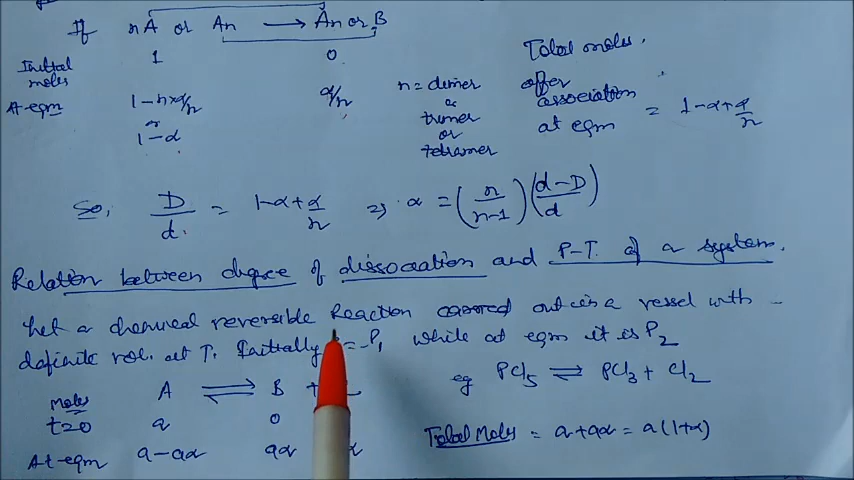 If nA or An ⟶ An or B
Initial moles 1 0
At eqm 1-n×α/n α/n
or
1-α
n = dimer
or
trimer
or
tetramer
Total moles.
after
association
at eqm = 1-α+α/n
So, D/d = 1-α+α/n ⇒ α = (n/n-1)(d-D/d)
Relation between degree of dissociation and P-T. of a system.
Let a chemical reversible Reaction carried out in a vessel with
definite vol. at T. Initially = P₁ while at eqm it is P₂
A ⇌ B + eg PCl₅ ⇌ PCl₃ + Cl₂
Moles
t=0 a 0
At eqm a-aα aα α
Total Moles = a+aα = a(1+α)